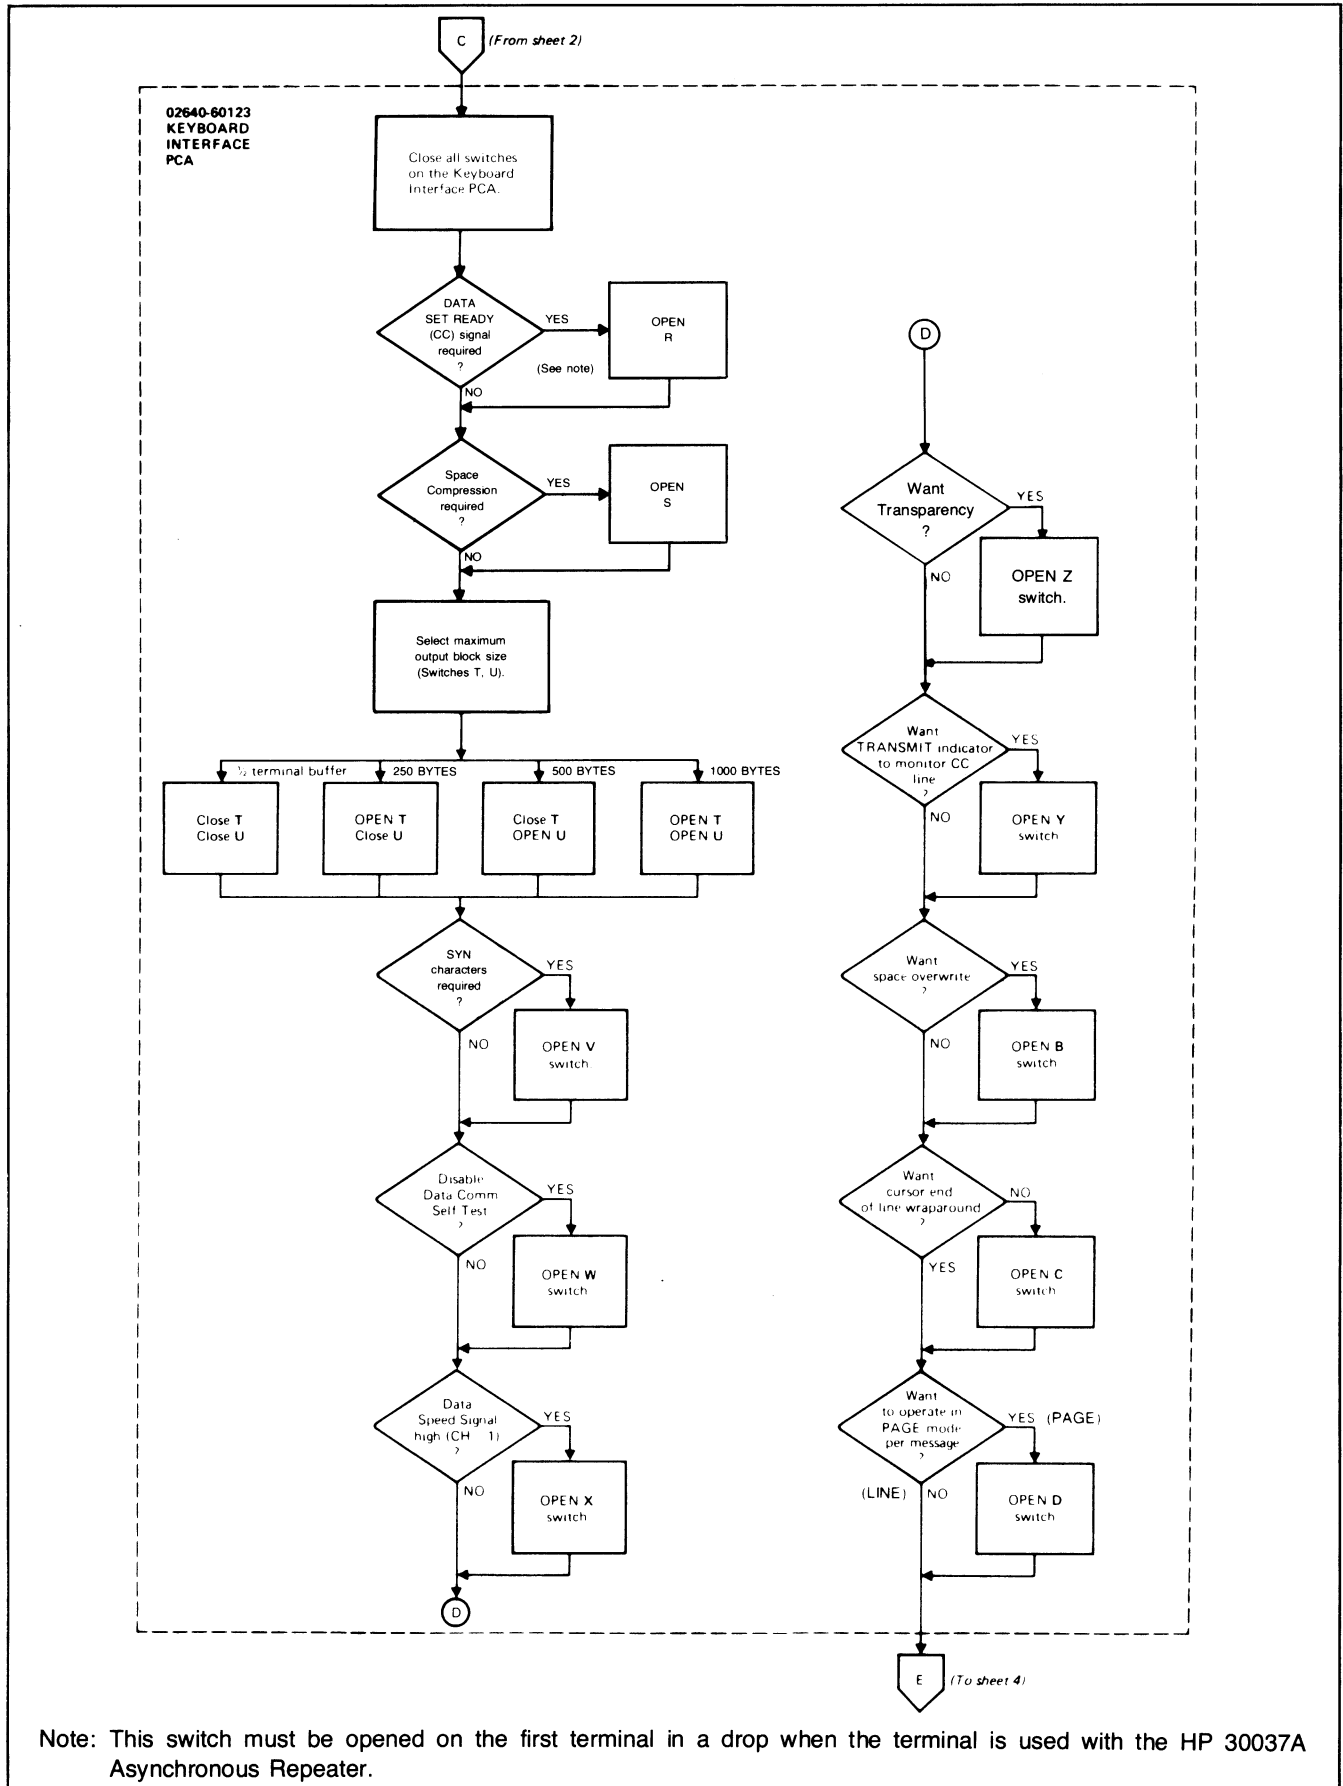 C (From sheet 2)
02640-60123
KEYBOARD
INTERFACE
PCA
Close all switches
on the Keyboard
Interface PCA.
DATA
SET READY
(CC) signal
required
?
YES
(See note)
NO
OPEN
R
Space
Compression
required
?
YES
NO
OPEN
S
Select maximum
output block size
(Switches T, U).
½ terminal buffer
250 BYTES
500 BYTES
1000 BYTES
Close T
Close U
OPEN T
Close U
Close T
OPEN U
OPEN T
OPEN U
SYN
characters
required
?
YES
NO
OPEN V
switch
Disable
Data Comm
Self Test
?
YES
NO
OPEN W
switch
Data
Speed Signal
high (CH 1)
?
YES
NO
OPEN X
switch
D
D
Want
Transparency
?
YES
NO
OPEN Z
switch.
Want
TRANSMIT indicator
to monitor CC
line
?
YES
NO
OPEN Y
switch
Want
space overwrite
?
YES
NO
OPEN B
switch
Want
cursor end
of line wraparound
?
NO
YES
OPEN C
switch
Want
to operate in
PAGE mode
per message
?
YES (PAGE)
(LINE) NO
OPEN D
switch
E (To sheet 4)
Note: This switch must be opened on the first terminal in a drop when the terminal is used with the HP 30037A
Asynchronous Repeater.